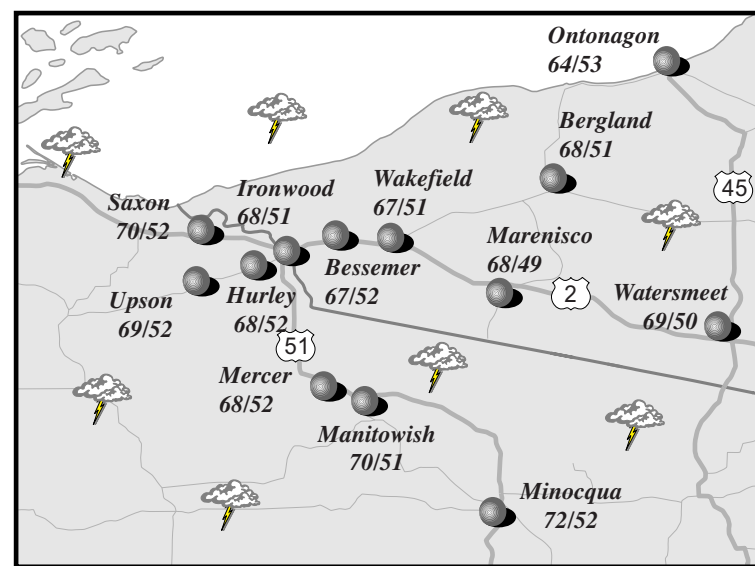 Ontonagon
64/53
Bergland
68/51
45
Ironwood
68/51
Wakefield
67/51
Saxon
70/52
Marenisco
68/49
Bessemer
67/52
2
Watersmeet
69/50
Upson
69/52
Hurley
68/52
51
Mercer
68/52
Manitowish
70/51
Minocqua
72/52